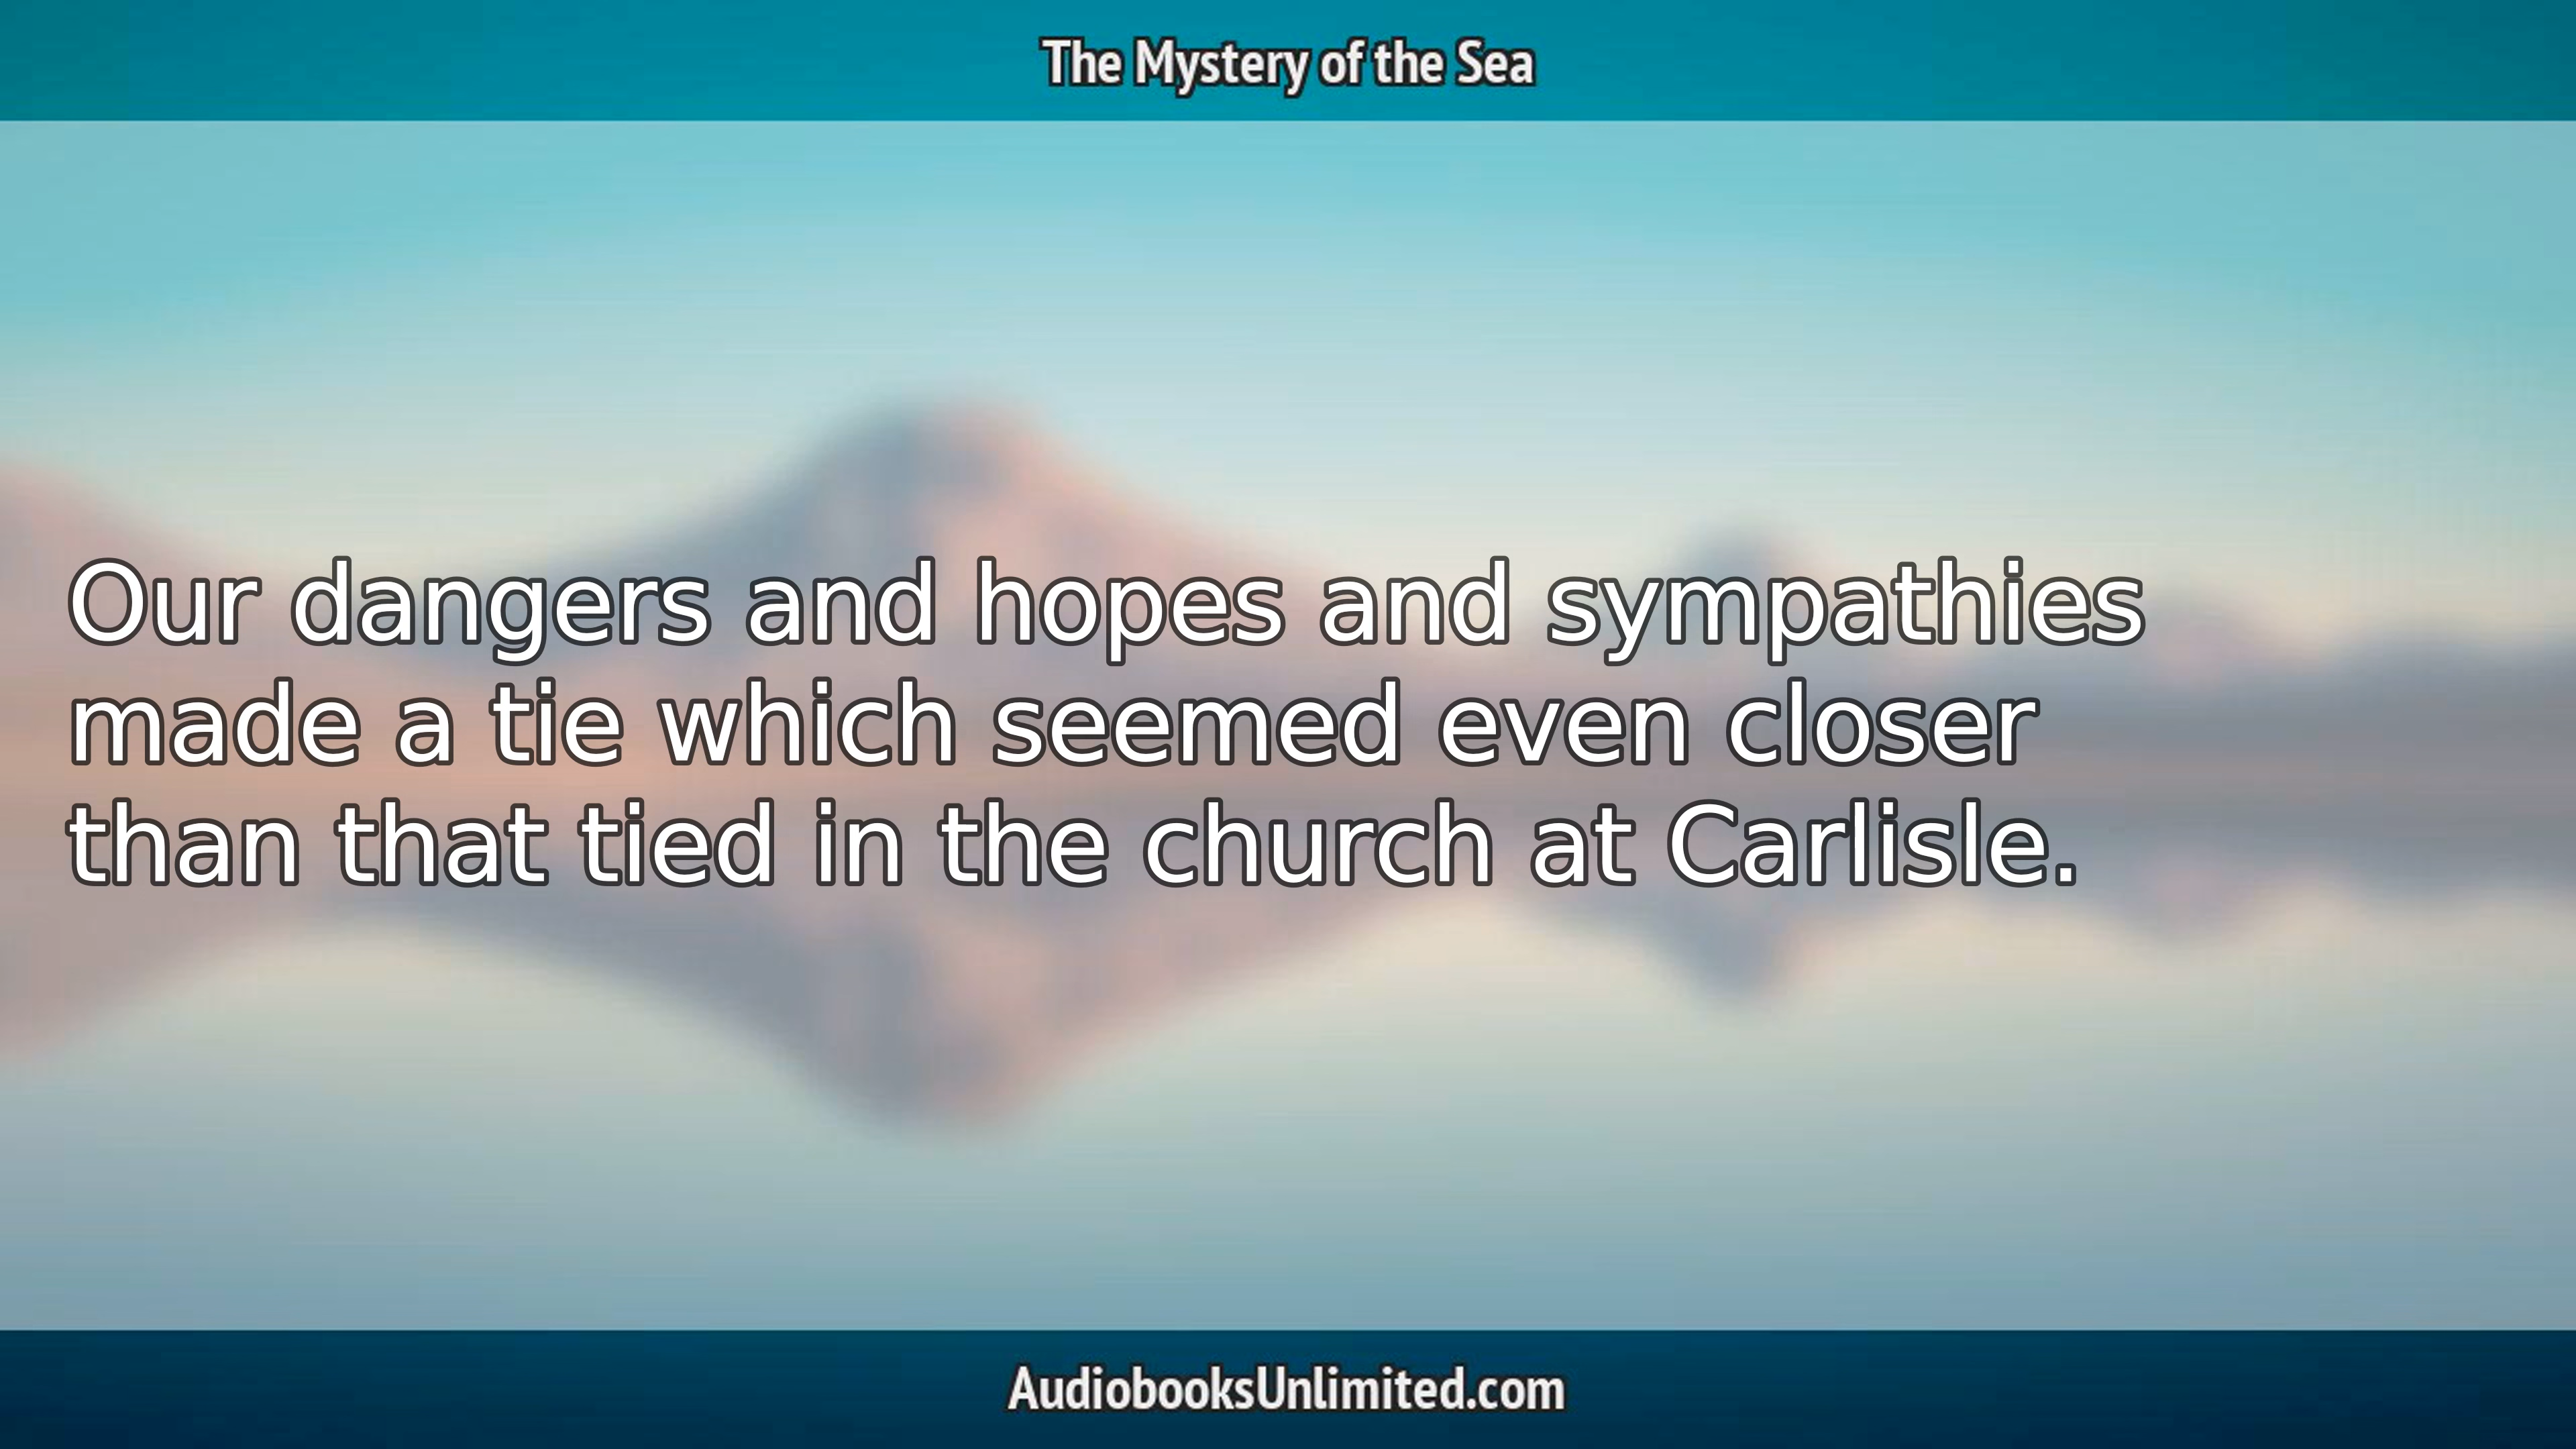 The Mystery of the Sea
Our dangers and hopes and sympathies
made a tie which seemed even closer
than that tied in the church at Carlisle.
AudiobooksUnlimited.com